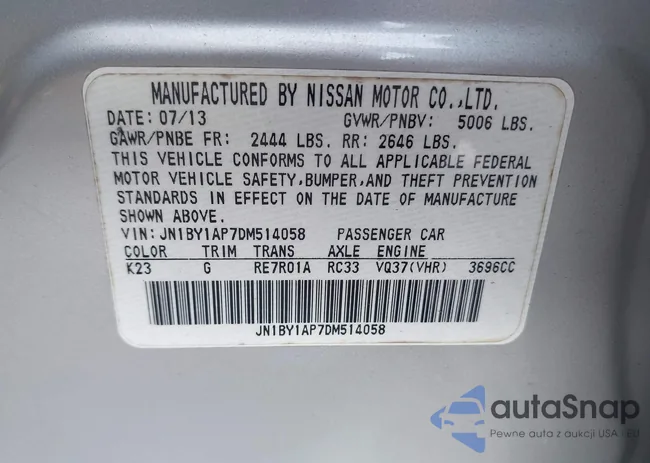 MANUFACTURED BY NISSAN MOTOR CO.,LTD.
DATE: 07/13 GVWR/PNBV: 5006 LBS.
GAWR/PNBE FR: 2444 LBS. RR: 2646 LBS.
THIS VEHICLE CONFORMS TO ALL APPLICABLE FEDERAL
MOTOR VEHICLE SAFETY,BUMPER,AND THEFT PREVENTION
STANDARDS IN EFFECT ON THE DATE OF MANUFACTURE
SHOWN ABOVE.
VIN: JN1BY1AP7DM514058 PASSENGER CAR
COLOR TRIM TRANS AXLE ENGINE
K23 G RE7R01A RC33 VQ37(VHR) 3696CC
JN1BY1AP7DM514058
autoSnap
Pewne auta z aukcji USA - EU